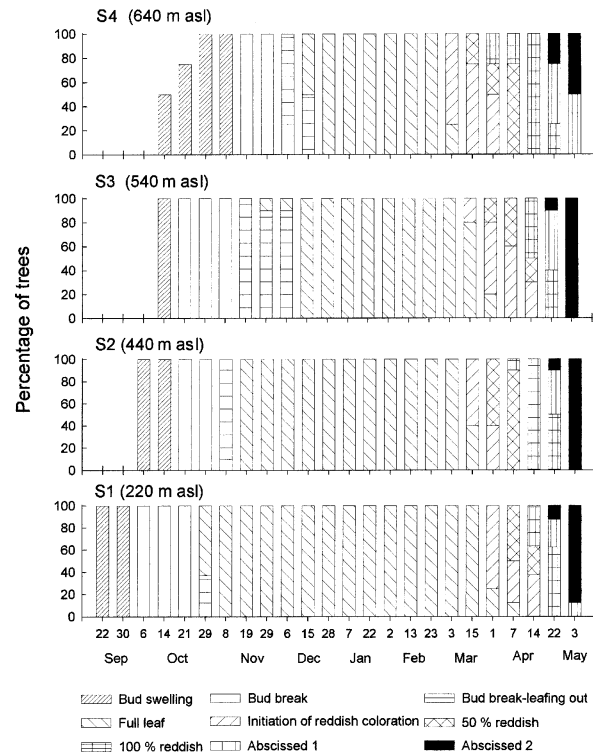 S4 (640 m asl)
100
80
60
40
20
0
S3 (540 m asl)
100
80
60
40
20
0
Percentage of trees
S2 (440 m asl)
100
80
60
40
20
0
S1 (220 m asl)
100
80
60
40
20
0
22 30 6 14 21 29 8 19 29 6 15 28 7 22 2 13 23 3 15 1 7 14 22 3
Sep Oct Nov Dec Jan Feb Mar Apr May
Bud swelling Bud break Bud break-leafing out
Full leaf Initiation of reddish coloration 50 % reddish
100 % reddish Abscissed 1 Abscissed 2